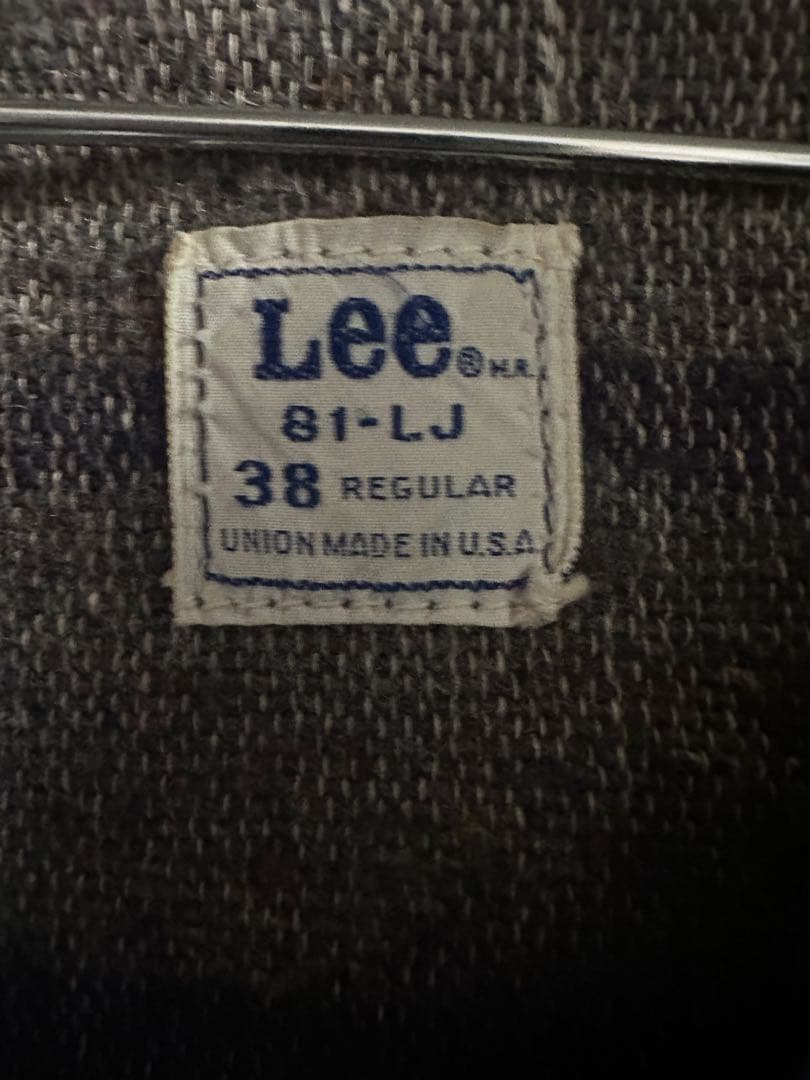 Lee® M.R.
81-LJ
38 REGULAR
UNION MADE IN U.S.A.